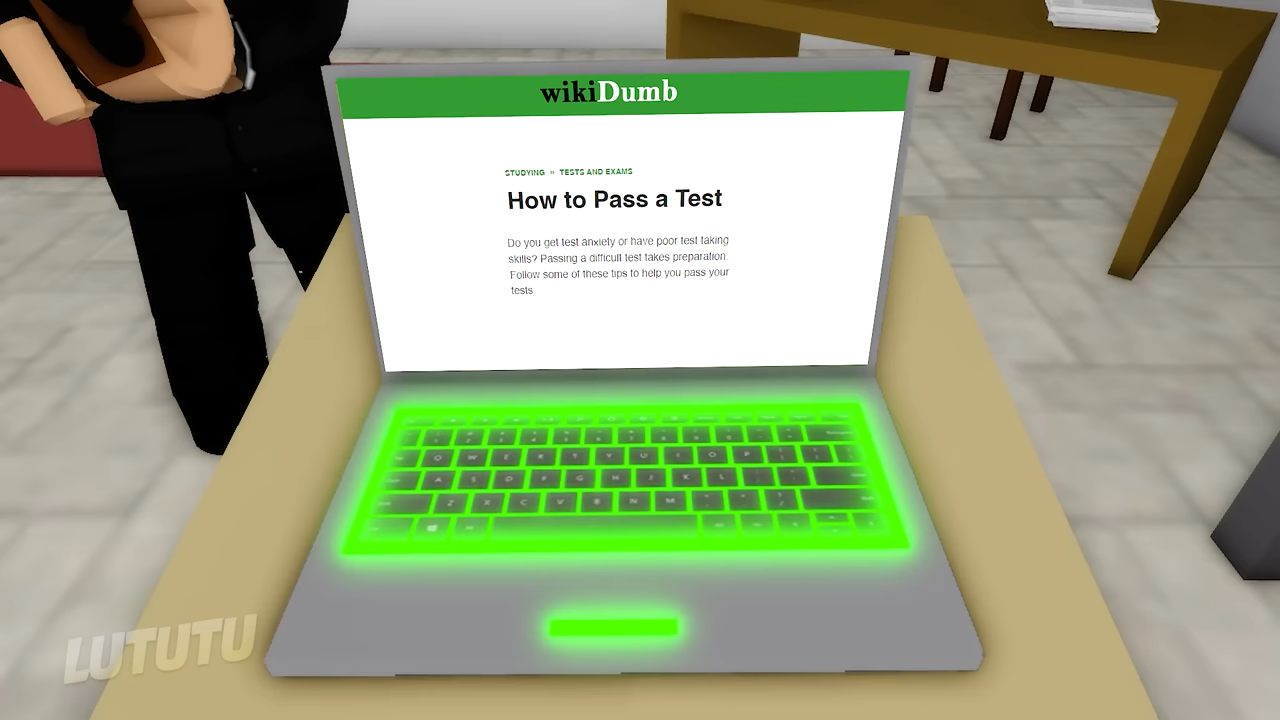 wikiDumb
STUDYING » TESTS AND EXAMS
How to Pass a Test
Do you get test anxiety or have poor test taking
skills? Passing a difficult test takes preparation.
Follow some of these tips to help you pass your
tests.
Q W E R T Y U I O P
A S D F G H J K L
Z X C V B N M
LUTUTU